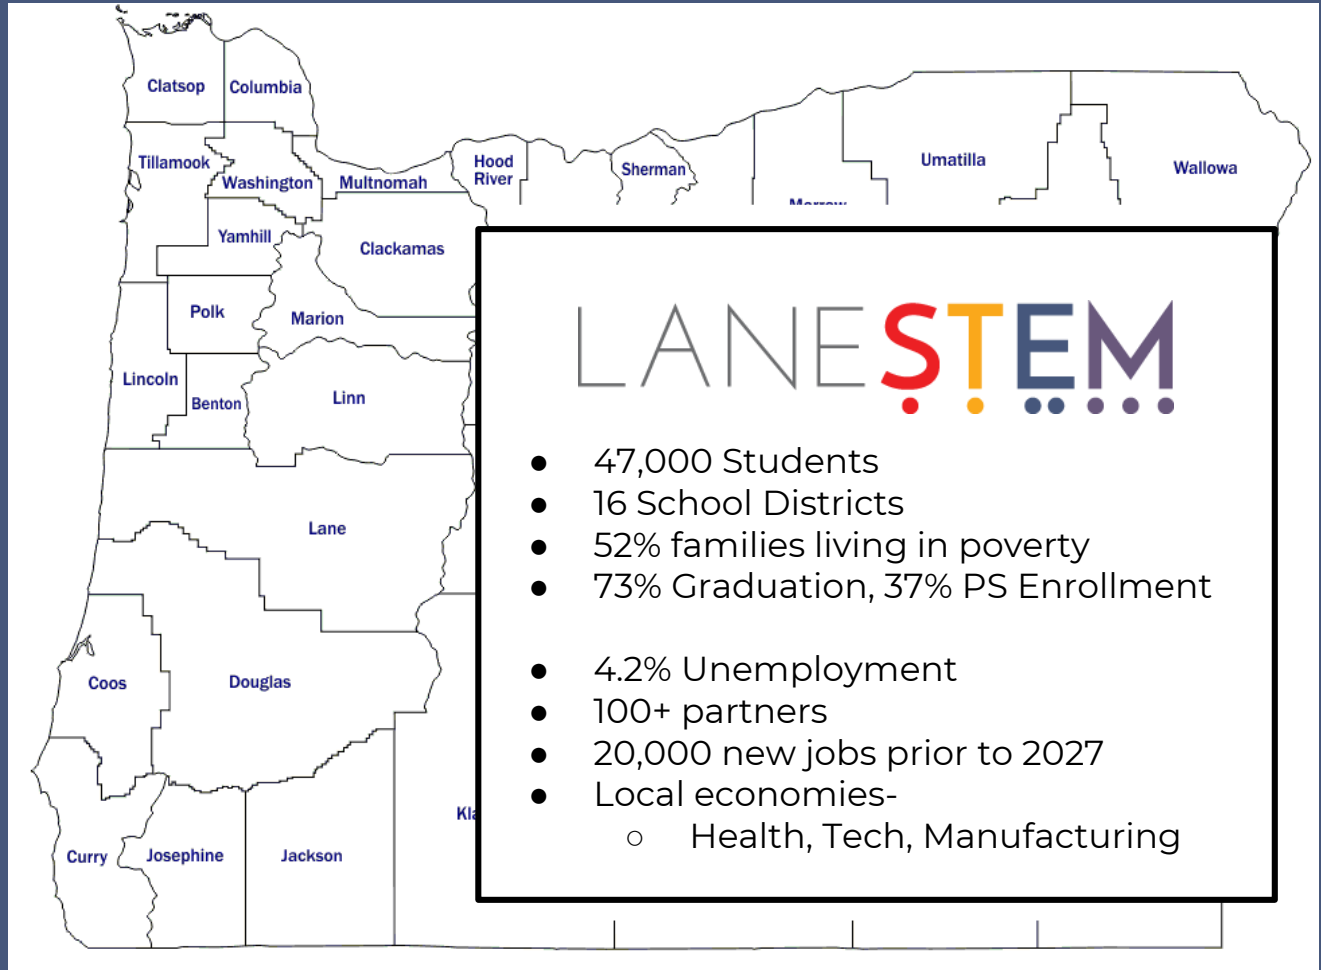 Clatsop
Columbia
Tillamook
Washington
Multnomah
Hood
River
Sherman
Umatilla
Wallowa
Morrow
Yamhill
Clackamas
Polk
Marion
Lincoln
Benton
Linn
Lane
Coos
Douglas
Curry
Josephine
Jackson
LANESTEM
● 47,000 Students
● 16 School Districts
● 52% families living in poverty
● 73% Graduation, 37% PS Enrollment
● 4.2% Unemployment
● 100+ partners
● 20,000 new jobs prior to 2027
● Local economies-
○ Health, Tech, Manufacturing